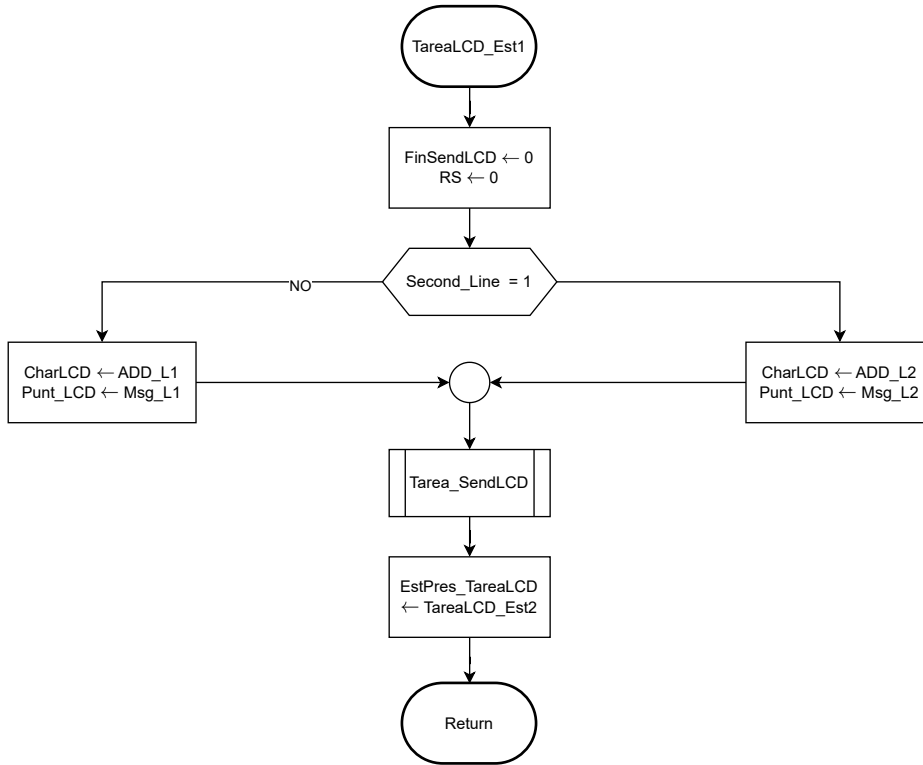 TareaLCD_Est1
FinSendLCD ← 0
RS ← 0
Second_Line = 1
NO
CharLCD ← ADD_L1
Punt_LCD ← Msg_L1
CharLCD ← ADD_L2
Punt_LCD ← Msg_L2
Tarea_SendLCD
EstPres_TareaLCD
← TareaLCD_Est2
Return